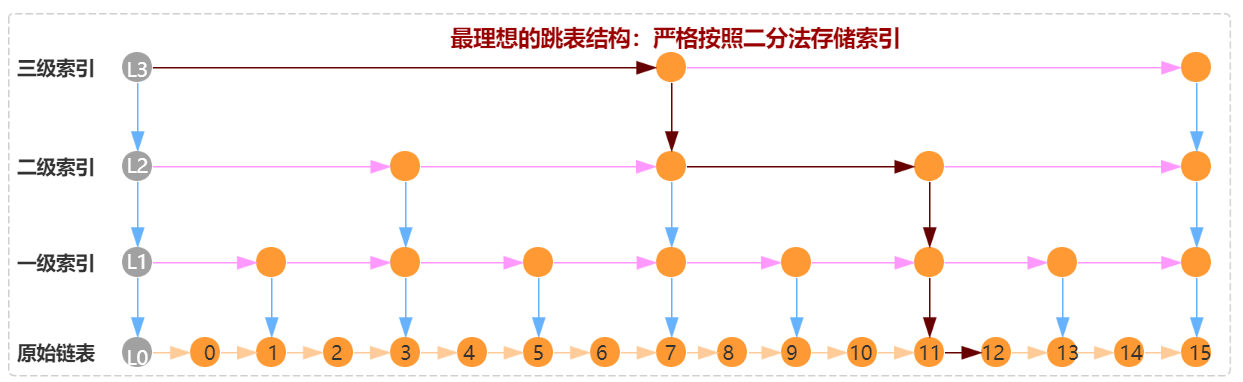 最理想的跳表结构：严格按照二分法存储索引
三级索引 L3
二级索引 L2
一级索引 L1
原始链表 L0 0 1 2 3 4 5 6 7 8 9 10 11 12 13 14 15